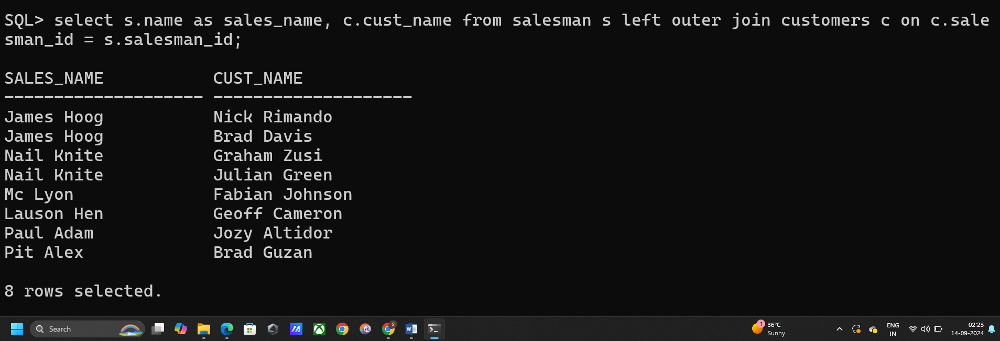 SQL> select s.name as sales_name, c.cust_name from salesman s left outer join customers c on c.sale
sman_id = s.salesman_id;
SALES_NAME CUST_NAME
-------------------- --------------------
James Hoog Nick Rimando
James Hoog Brad Davis
Nail Knite Graham Zusi
Nail Knite Julian Green
Mc Lyon Fabian Johnson
Lauson Hen Geoff Cameron
Paul Adam Jozy Altidor
Pit Alex Brad Guzan
8 rows selected.
Search
S
W
1
36°C
Sunny
ENG
IN
02:23
14-09-2024